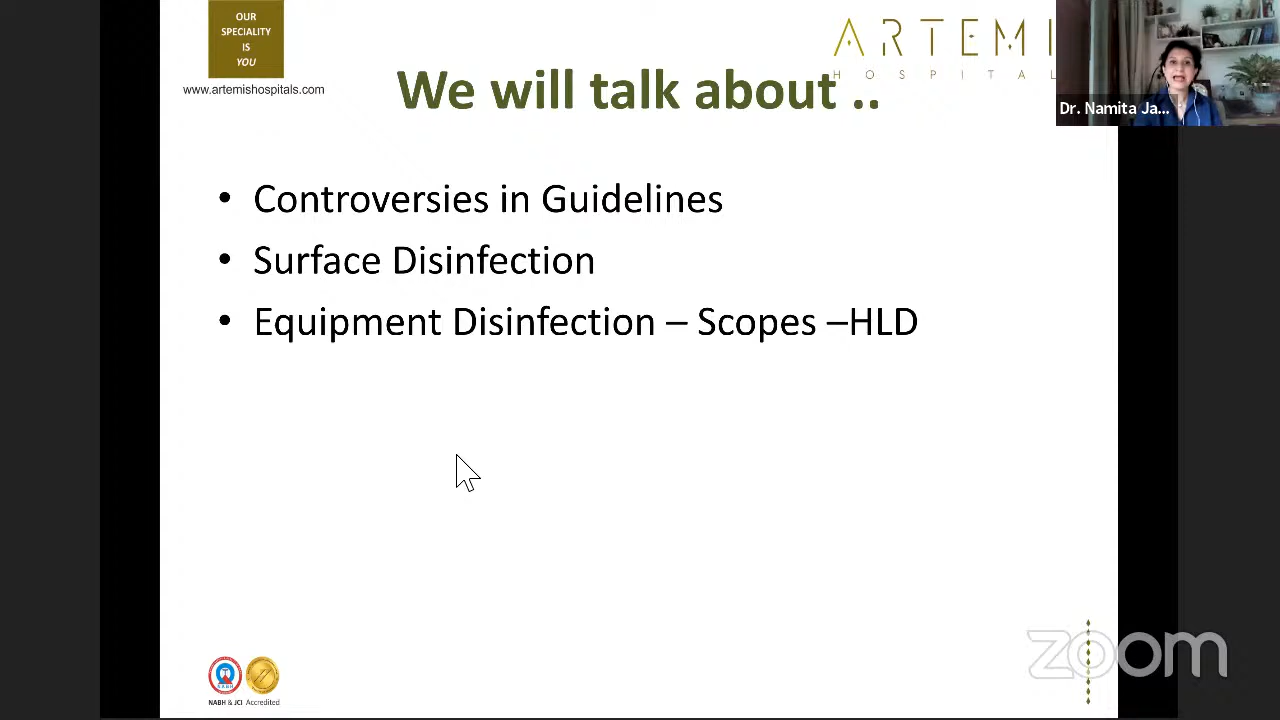 OUR
SPECIALITY
IS
YOU
www.artemishospitals.com
ARTEMI
HOSPITAL
Dr. Namita Ja...
We will talk about ..
• Controversies in Guidelines
• Surface Disinfection
• Equipment Disinfection – Scopes –HLD
NABH & JCI Accredited
zoom